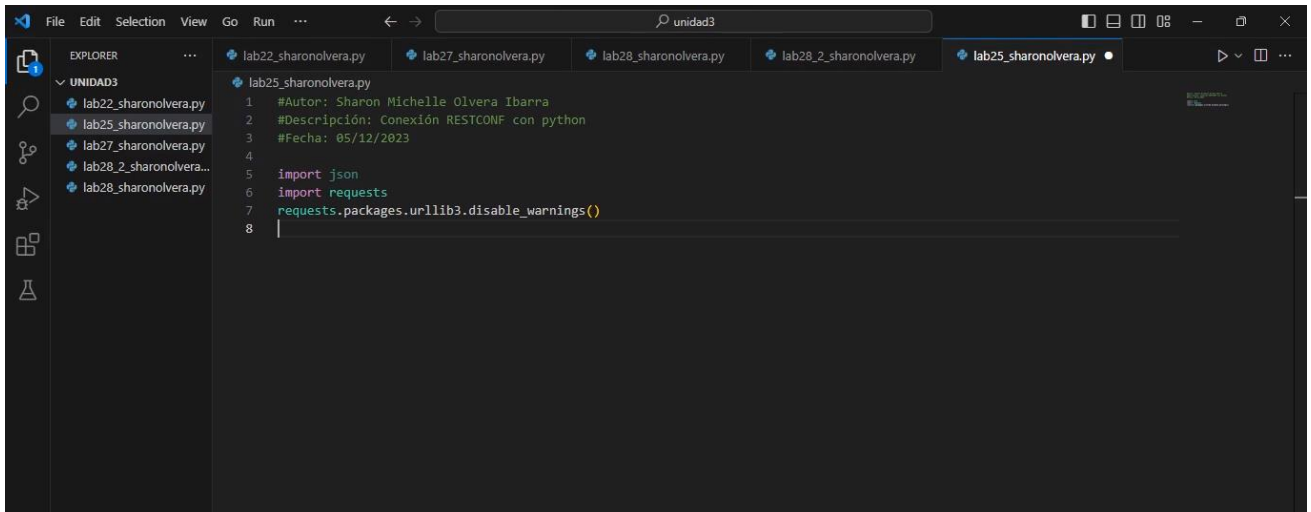 File Edit Selection View Go Run ··· ← → unidad3
EXPLORER ···
lab22_sharonolvera.py lab27_sharonolvera.py lab28_sharonolvera.py lab28_2_sharonolvera.py lab25_sharonolvera.py
1
UNIDAD3
lab22_sharonolvera.py
lab25_sharonolvera.py
lab27_sharonolvera.py
lab28_2_sharonolvera...
lab28_sharonolvera.py
lab25_sharonolvera.py
1 #Autor: Sharon Michelle Olvera Ibarra
2 #Descripción: Conexión RESTCONF con python
3 #Fecha: 05/12/2023
4
5 import json
6 import requests
7 requests.packages.urllib3.disable_warnings()
8